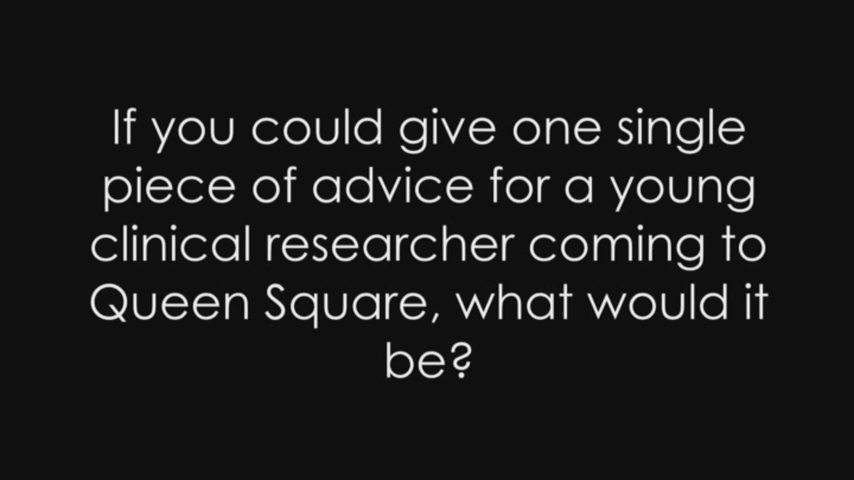 If you could give one single
piece of advice for a young
clinical researcher coming to
Queen Square, what would it
be?